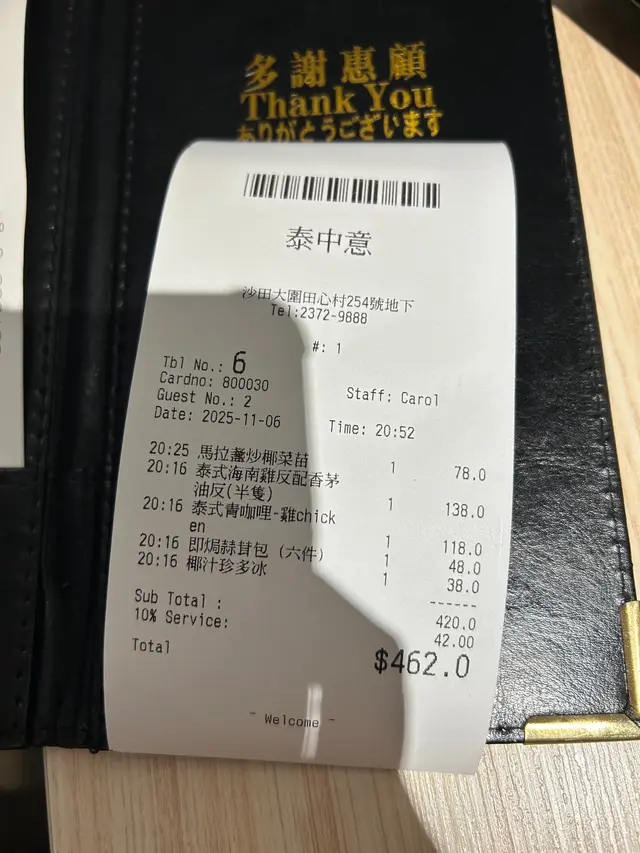 多謝惠顧
Thank You
ありがとうございます
泰中意
沙田大圍田心村254號地下
Tel:2372-9888
#: 1
Tbl No.: 6
Cardno: 800030
Guest No.: 2
Staff: Carol
Date: 2025-11-06
Time: 20:52
20:25 馬拉盞炒椰菜苗 1 78.0
20:16 泰式海南雞反配香茅
油反(半隻) 1 138.0
20:16 泰式青咖哩-雞chick
en 1 118.0
20:16 即焗蒜茸包 (六件) 1 48.0
20:16 椰汁珍多冰 1 38.0
------
Sub Total : 420.0
10% Service: 42.00
Total $462.0
- Welcome -